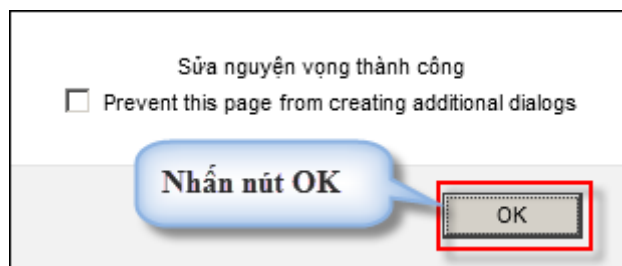 Sửa nguyện vọng thành công
Prevent this page from creating additional dialogs
Nhấn nút OK
OK